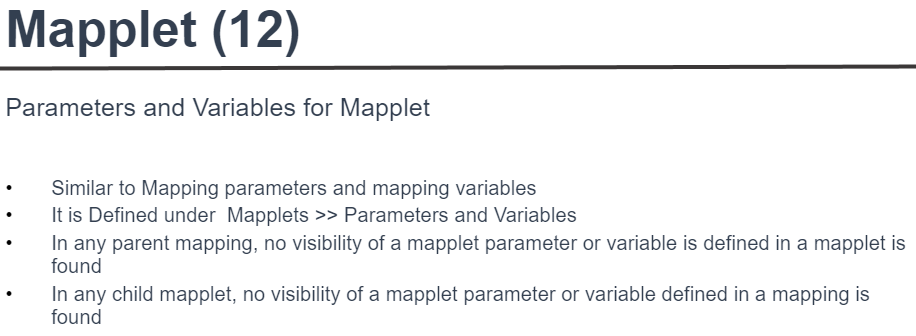 Mapplet (12)
Parameters and Variables for Mapplet
• Similar to Mapping parameters and mapping variables
• It is Defined under Mapplets >> Parameters and Variables
• In any parent mapping, no visibility of a mapplet parameter or variable is defined in a mapplet is
found
• In any child mapplet, no visibility of a mapplet parameter or variable defined in a mapping is
found